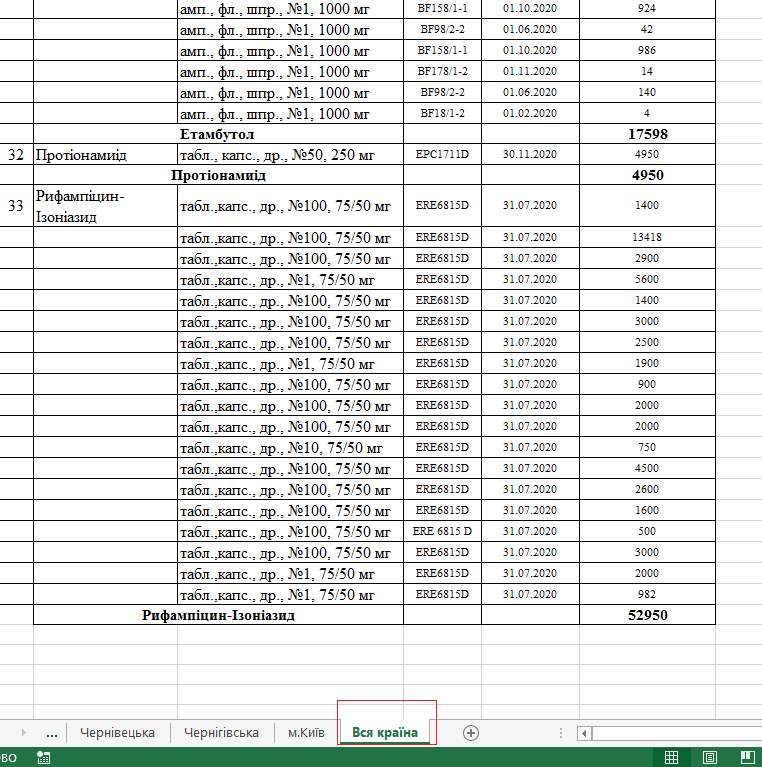 амп., фл., шпр., №1, 1000 мг BF158/1-1 01.10.2020 924
амп., фл., шпр., №1, 1000 мг BF98/2-2 01.06.2020 42
амп., фл., шпр., №1, 1000 мг BF158/1-1 01.10.2020 986
амп., фл., шпр., №1, 1000 мг BF178/1-2 01.11.2020 14
амп., фл., шпр., №1, 1000 мг BF98/2-2 01.06.2020 140
амп., фл., шпр., №1, 1000 мг BF18/1-2 01.02.2020 4
Етамбутол 17598
32 Протіонамиід табл., капс., др., №50, 250 мг EPC1711D 30.11.2020 4950
Протіонамиід 4950
33 Рифампіцин-Ізоніазид табл.,капс., др., №100, 75/50 мг ERE6815D 31.07.2020 1400
табл.,капс., др., №100, 75/50 мг ERE6815D 31.07.2020 13418
табл.,капс., др., №100, 75/50 мг ERE6815D 31.07.2020 2900
табл.,капс., др., №1, 75/50 мг ERE6815D 31.07.2020 5600
табл.,капс., др., №100, 75/50 мг ERE6815D 31.07.2020 1400
табл.,капс., др., №100, 75/50 мг ERE6815D 31.07.2020 3000
табл.,капс., др., №100, 75/50 мг ERE6815D 31.07.2020 2500
табл.,капс., др., №1, 75/50 мг ERE6815D 31.07.2020 1900
табл.,капс., др., №100, 75/50 мг ERE6815D 31.07.2020 900
табл.,капс., др., №100, 75/50 мг ERE6815D 31.07.2020 2000
табл.,капс., др., №100, 75/50 мг ERE6815D 31.07.2020 2000
табл.,капс., др., №10, 75/50 мг ERE6815D 31.07.2020 750
табл.,капс., др., №100, 75/50 мг ERE6815D 31.07.2020 4500
табл.,капс., др., №100, 75/50 мг ERE6815D 31.07.2020 2600
табл.,капс., др., №100, 75/50 мг ERE6815D 31.07.2020 1600
табл.,капс., др., №100, 75/50 мг ERE 6815 D 31.07.2020 500
табл.,капс., др., №100, 75/50 мг ERE6815D 31.07.2020 3000
табл.,капс., др., №1, 75/50 мг ERE6815D 31.07.2020 2000
табл.,капс., др., №1, 75/50 мг ERE6815D 31.07.2020 982
Рифампіцин-Ізоніазид 52950
... Чернівецька Чернігівська м.Київ Вся країна
ОВО